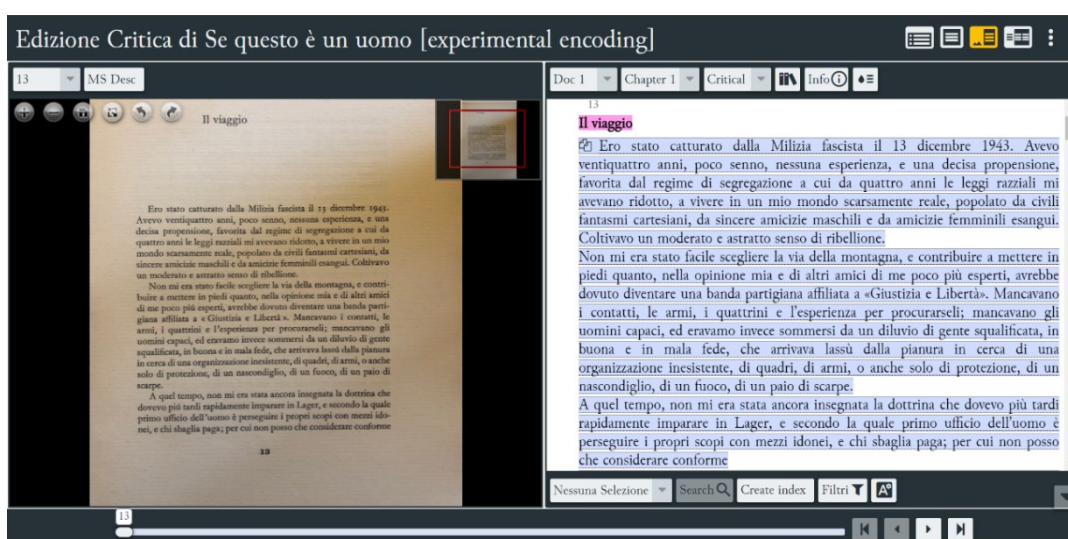 Edizione Critica di Se questo è un uomo [experimental encoding]
13 MS Desc
Il viaggio
Ero stato catturato dalla Milizia fascista il 13 dicembre 1943.
Avevo ventiquattro anni, poco senno, nessuna esperienza, e una
decisa propensione, favorita dal regime di segregazione a cui da
quattro anni le leggi razziali mi avevano ridotto, a vivere in un mio
mondo scarsamente reale, popolato da civili fantasmi cartesiani, da
sincere amicizie maschili e da amicizie femminili esangui. Coltivavo
un moderato e astratto senso di ribellione.
Non mi era stato facile scegliere la via della montagna, e contri-
buire a mettere in piedi quanto, nella opinione mia e di altri amici
di me poco più esperti, avrebbe dovuto diventare una banda parti-
giana affiliata a « Giustizia e Libertà ». Mancavano i contatti, le
armi, i quattrini e l'esperienza per procurarseli; mancavano gli
uomini capaci, ed eravamo invece sommersi da un diluvio di gente
squalificata, in buona e in mala fede, che arrivava lassù dalla pianura
in cerca di una organizzazione inesistente, di quadri, di armi, o anche
solo di protezione, di un nascondiglio, di un fuoco, di un paio di
scarpe.
A quel tempo, non mi era stata ancora insegnata la dottrina che
dovevo più tardi rapidamente imparare in Lager, e secondo la quale
primo ufficio dell'uomo è perseguire i propri scopi con mezzi ido-
nei, e chi sbaglia paga; per cui non posso che considerare conforme
13
Doc 1 Chapter 1 Critical Info
13
Il viaggio
Ero stato catturato dalla Milizia fascista il 13 dicembre 1943. Avevo
ventiquattro anni, poco senno, nessuna esperienza, e una decisa propensione,
favorita dal regime di segregazione a cui da quattro anni le leggi razziali mi
avevano ridotto, a vivere in un mio mondo scarsamente reale, popolato da civili
fantasmi cartesiani, da sincere amicizie maschili e da amicizie femminili esangui.
Coltivavo un moderato e astratto senso di ribellione.
Non mi era stato facile scegliere la via della montagna, e contribuire a mettere in
piedi quanto, nella opinione mia e di altri amici di me poco più esperti, avrebbe
dovuto diventare una banda partigiana affiliata a «Giustizia e Libertà». Mancavano
i contatti, le armi, i quattrini e l'esperienza per procurarseli; mancavano gli
uomini capaci, ed eravamo invece sommersi da un diluvio di gente squalificata, in
buona e in mala fede, che arrivava lassù dalla pianura in cerca di una
organizzazione inesistente, di quadri, di armi, o anche solo di protezione, di un
nascondiglio, di un fuoco, di un paio di scarpe.
A quel tempo, non mi era stata ancora insegnata la dottrina che dovevo più tardi
rapidamente imparare in Lager, e secondo la quale primo ufficio dell'uomo è
perseguire i propri scopi con mezzi idonei, e chi sbaglia paga; per cui non posso
che considerare conforme
Nessuna Selezione Search Create index Filtri
13